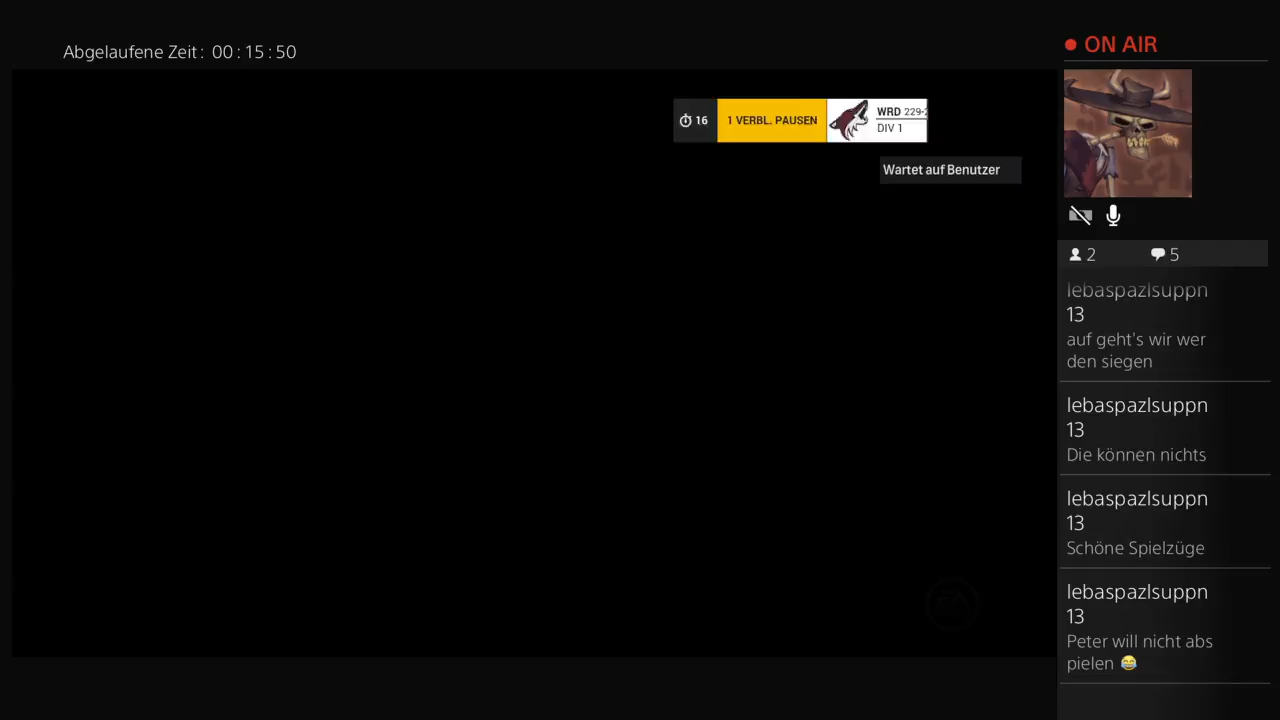 Abgelaufene Zeit: 00:15:50
ON AIR
16
1 VERBL. PAUSEN
WRD 229-
DIV 1
Wartet auf Benutzer
2
5
lebaspazlsuppn
13
auf geht's wir wer
den siegen
lebaspazlsuppn
13
Die können nichts
lebaspazlsuppn
13
Schöne Spielzüge
lebaspazlsuppn
13
Peter will nicht abs
pielen 😂
EA